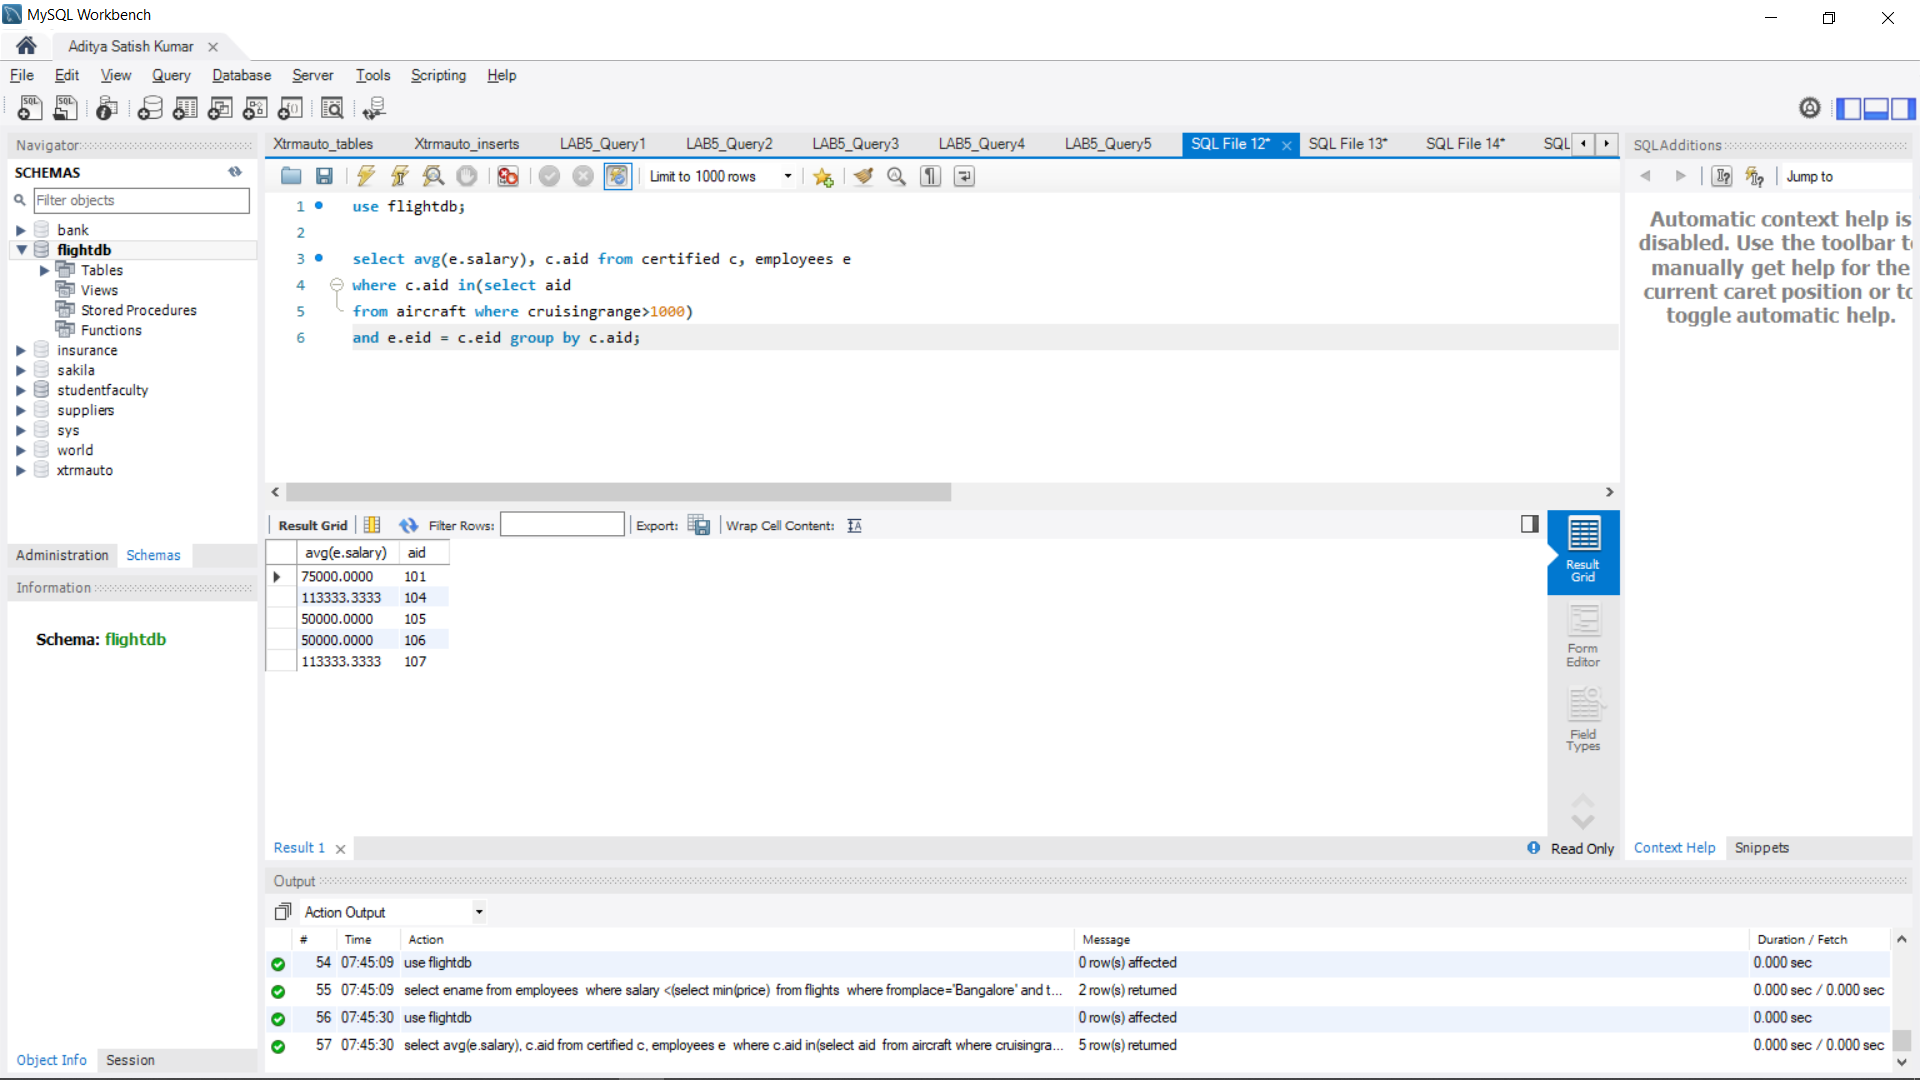 MySQL Workbench
Aditya Satish Kumar
File Edit View Query Database Server Tools Scripting Help
Navigator
SCHEMAS
Filter objects
bank
flightdb
Tables
Views
Stored Procedures
Functions
insurance
sakila
studentfaculty
suppliers
sys
world
xtrmauto
Administration Schemas
Information
Schema: flightdb
Object Info Session
Xtrmauto_tables Xtrmauto_inserts LAB5_Query1 LAB5_Query2 LAB5_Query3 LAB5_Query4 LAB5_Query5 SQL File 12* SQL File 13* SQL File 14* SQL
Limit to 1000 rows
1 use flightdb;
2
3 select avg(e.salary), c.aid from certified c, employees e
4 where c.aid in(select aid
5 from aircraft where cruisingrange>1000)
6 and e.eid = c.eid group by c.aid;
Result Grid Filter Rows: Export: Wrap Cell Content:
avg(e.salary) aid
75000.0000 101
113333.3333 104
50000.0000 105
50000.0000 106
113333.3333 107
Result Grid
Form Editor
Field Types
Result 1
Read Only
SQLAdditions
Jump to
Automatic context help is
disabled. Use the toolbar t
manually get help for the
current caret position or to
toggle automatic help.
Context Help Snippets
Output
Action Output
# Time Action Message Duration / Fetch
54 07:45:09 use flightdb 0 row(s) affected 0.000 sec
55 07:45:09 select ename from employees where salary <(select min(price) from flights where fromplace='Bangalore' and t... 2 row(s) returned 0.000 sec / 0.000 sec
56 07:45:30 use flightdb 0 row(s) affected 0.000 sec
57 07:45:30 select avg(e.salary), c.aid from certified c, employees e where c.aid in(select aid from aircraft where cruisingra... 5 row(s) returned 0.000 sec / 0.000 sec